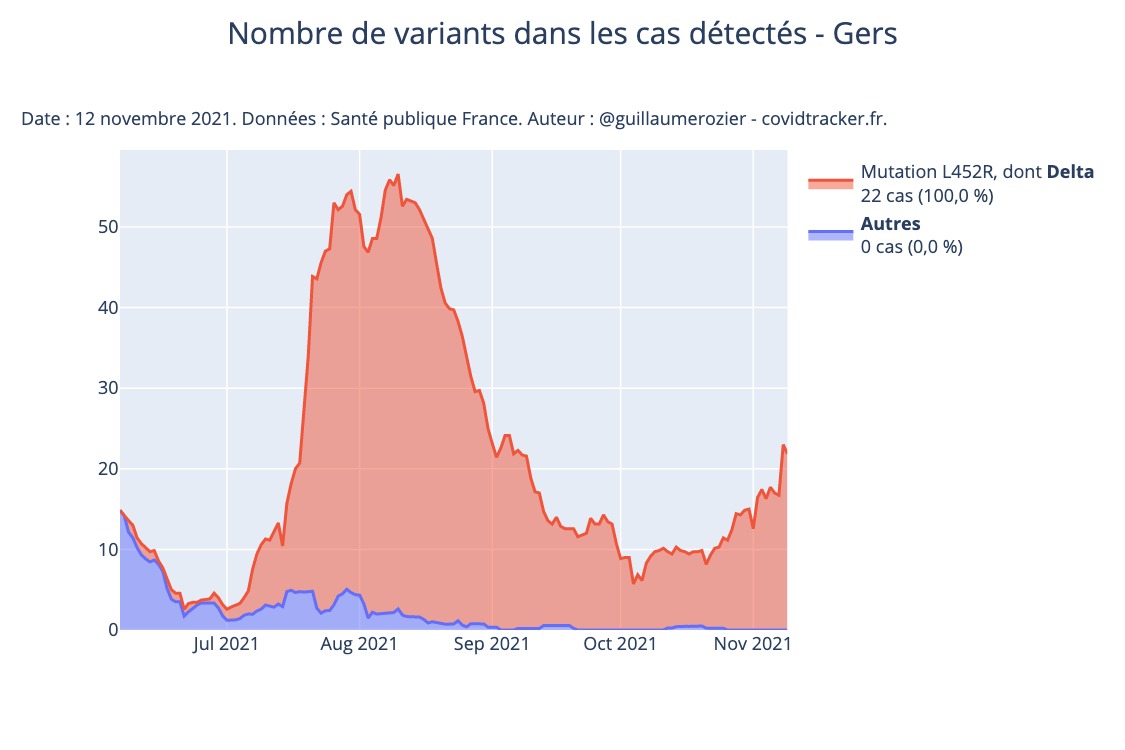 Nombre de variants dans les cas détectés - Gers
Date : 12 novembre 2021. Données : Santé publique France. Auteur : @guillaumerozier - covidtracker.fr.
Mutation L452R, dont Delta
22 cas (100,0 %)
Autres
0 cas (0,0 %)
50
40
30
20
10
0
Jul 2021 Aug 2021 Sep 2021 Oct 2021 Nov 2021